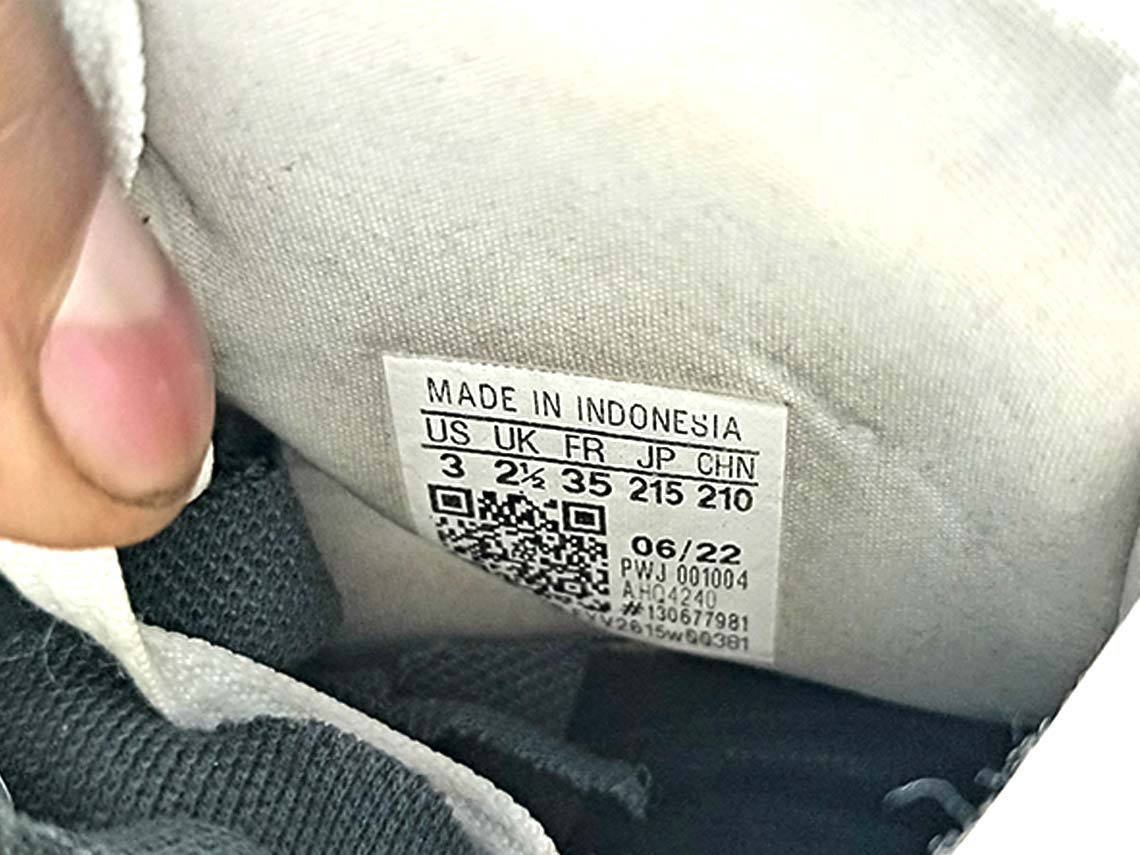 MADE IN INDONESIA
US UK FR JP CHN
3 2½ 35 215 210
06/22
PWJ 001004
AHQ4240
#130677981